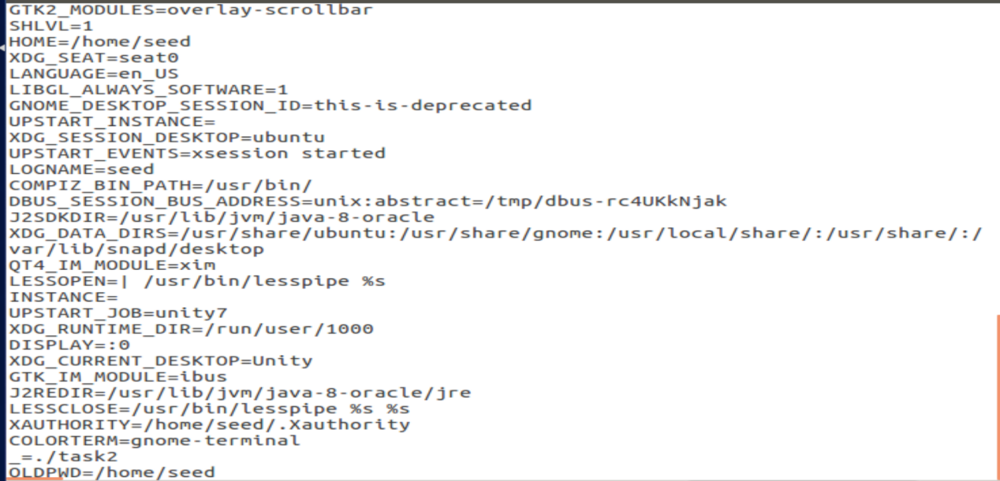 GTK2_MODULES=overlay-scrollbar
SHLVL=1
HOME=/home/seed
XDG_SEAT=seat0
LANGUAGE=en_US
LIBGL_ALWAYS_SOFTWARE=1
GNOME_DESKTOP_SESSION_ID=this-is-deprecated
UPSTART_INSTANCE=
XDG_SESSION_DESKTOP=ubuntu
UPSTART_EVENTS=xsession started
LOGNAME=seed
COMPIZ_BIN_PATH=/usr/bin/
DBUS_SESSION_BUS_ADDRESS=unix:abstract=/tmp/dbus-rc4UKkNjak
J2SDKDIR=/usr/lib/jvm/java-8-oracle
XDG_DATA_DIRS=/usr/share/ubuntu:/usr/share/gnome:/usr/local/share/:/usr/share/:/
var/lib/snapd/desktop
QT4_IM_MODULE=xim
LESSOPEN=| /usr/bin/lesspipe %s
INSTANCE=
UPSTART_JOB=unity7
XDG_RUNTIME_DIR=/run/user/1000
DISPLAY=:0
XDG_CURRENT_DESKTOP=Unity
GTK_IM_MODULE=ibus
J2REDIR=/usr/lib/jvm/java-8-oracle/jre
LESSCLOSE=/usr/bin/lesspipe %s %s
XAUTHORITY=/home/seed/.Xauthority
COLORTERM=gnome-terminal
_=./task2
OLDPWD=/home/seed